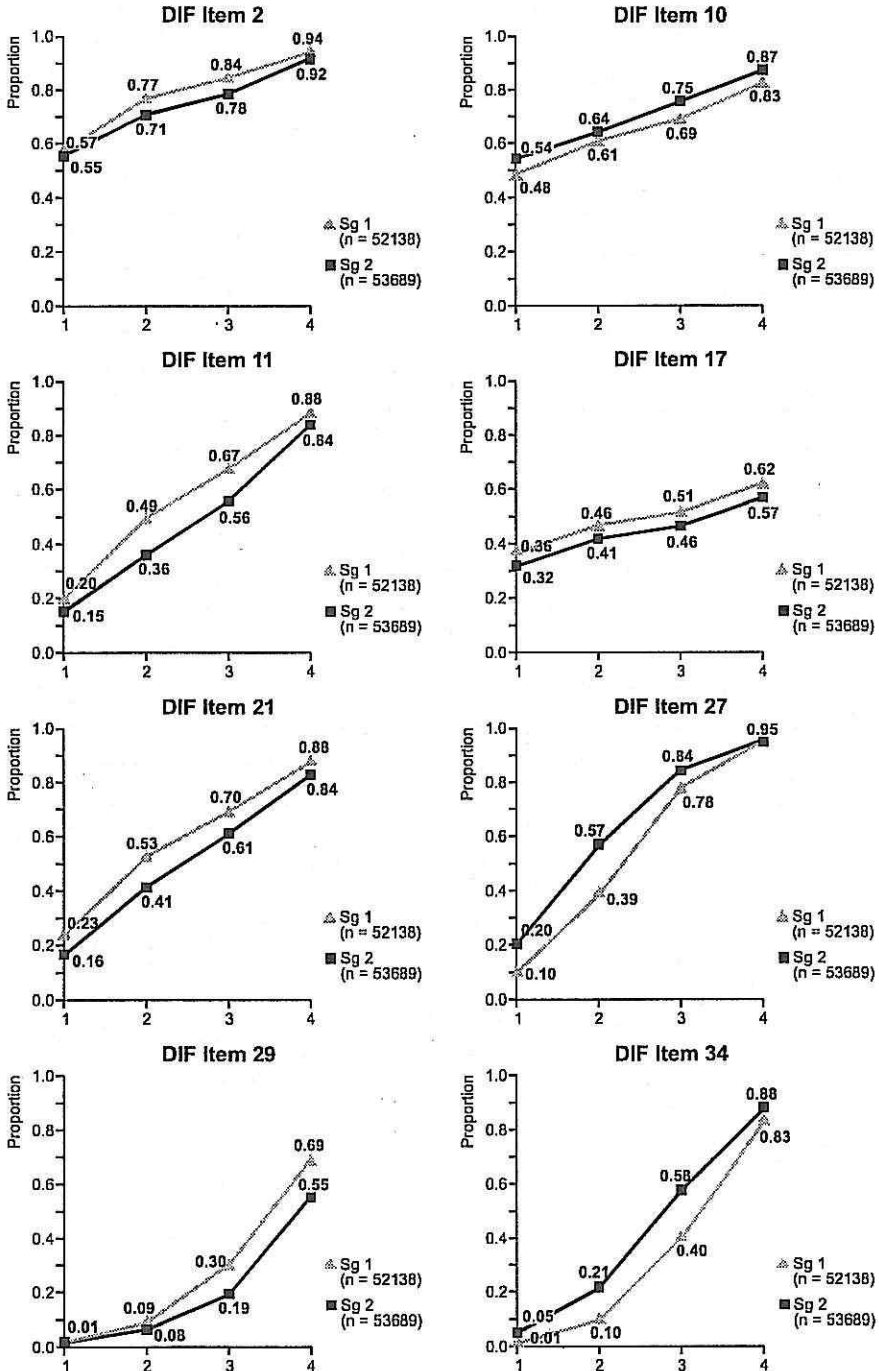 DIF Item 2
Proportion
1.0
0.8
0.6
0.4
0.2
0.0
0.57
0.77
0.84
0.94
0.55
0.71
0.78
0.92
Sg 1
(n = 52138)
Sg 2
(n = 53689)
1 2 3 4
DIF Item 10
Proportion
1.0
0.8
0.6
0.4
0.2
0.0
0.54
0.64
0.75
0.87
0.48
0.61
0.69
0.83
Sg 1
(n = 52138)
Sg 2
(n = 53689)
1 2 3 4
DIF Item 11
Proportion
1.0
0.8
0.6
0.4
0.2
0.0
0.20
0.49
0.67
0.88
0.15
0.36
0.56
0.84
Sg 1
(n = 52138)
Sg 2
(n = 53689)
1 2 3 4
DIF Item 17
Proportion
1.0
0.8
0.6
0.4
0.2
0.0
0.36
0.46
0.51
0.62
0.32
0.41
0.46
0.57
Sg 1
(n = 52138)
Sg 2
(n = 53689)
1 2 3 4
DIF Item 21
Proportion
1.0
0.8
0.6
0.4
0.2
0.0
0.23
0.53
0.70
0.88
0.16
0.41
0.61
0.84
Sg 1
(n = 52138)
Sg 2
(n = 53689)
1 2 3 4
DIF Item 27
Proportion
1.0
0.8
0.6
0.4
0.2
0.0
0.20
0.57
0.84
0.95
0.10
0.39
0.78
Sg 1
(n = 52138)
Sg 2
(n = 53689)
1 2 3 4
DIF Item 29
Proportion
1.0
0.8
0.6
0.4
0.2
0.0
0.01
0.09
0.30
0.69
0.08
0.19
0.55
Sg 1
(n = 52138)
Sg 2
(n = 53689)
1 2 3 4
DIF Item 34
Proportion
1.0
0.8
0.6
0.4
0.2
0.0
0.05
0.21
0.58
0.88
0.01
0.10
0.40
0.83
Sg 1
(n = 52138)
Sg 2
(n = 53689)
1 2 3 4